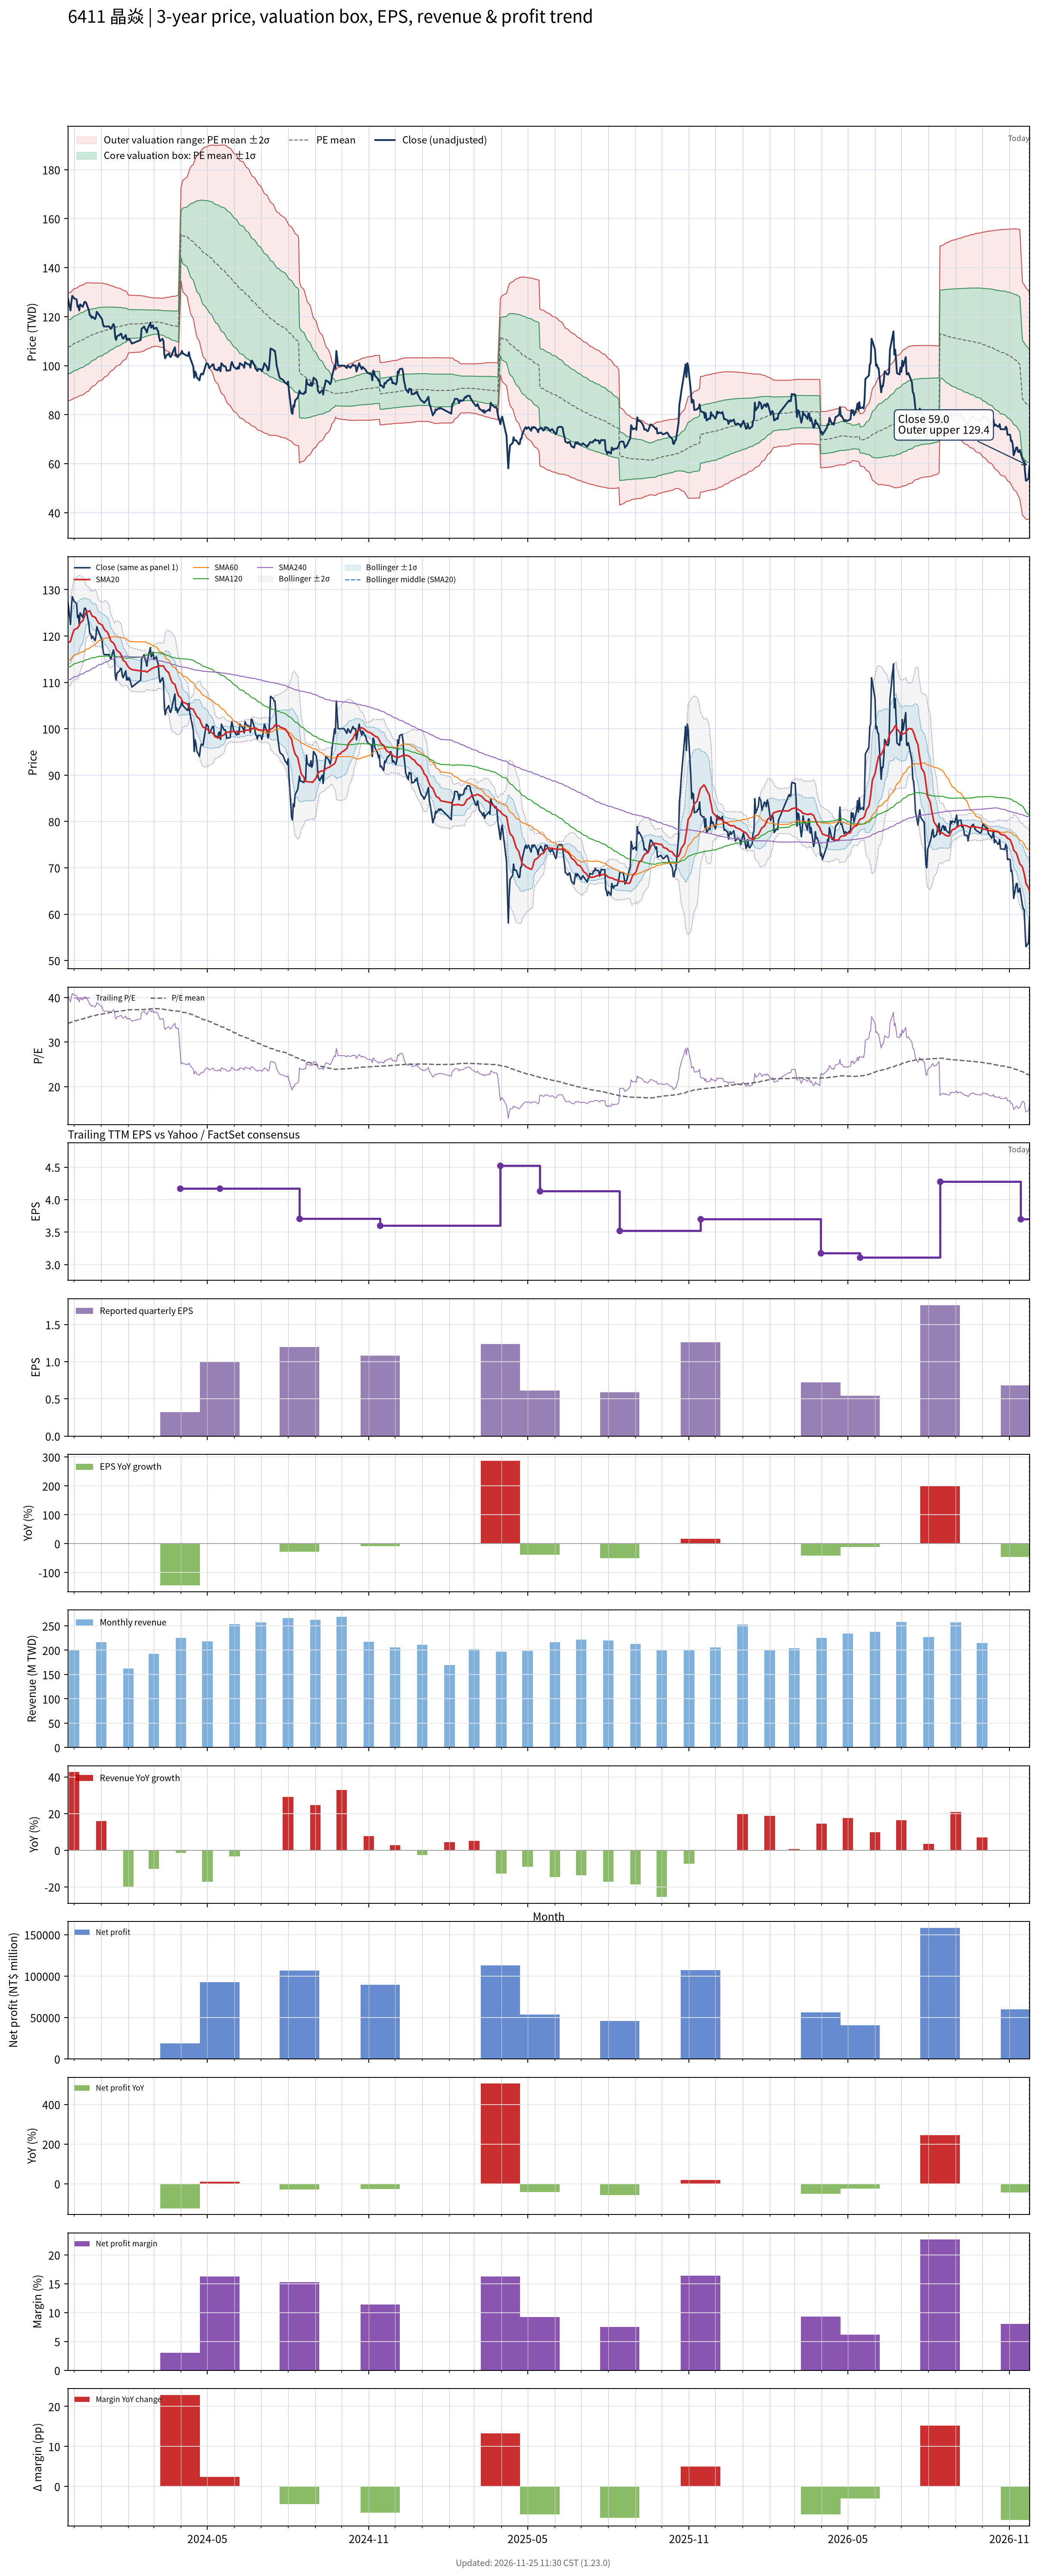 6411 晶焱 | 3-year price, valuation box, EPS, revenue & profit trend
Outer valuation range: PE mean ±2σ
PE mean
Close (unadjusted)
Core valuation box: PE mean ±1σ
Today
180
160
140
120
100
80
60
40
Price (TWD)
Close 59.0
Outer upper 129.4
Close (same as panel 1)
SMA60
SMA240
Bollinger ±1σ
SMA20
SMA120
Bollinger ±2σ
Bollinger middle (SMA20)
130
120
110
100
90
80
70
60
50
Price
Trailing P/E
P/E mean
40
30
20
P/E
Trailing TTM EPS vs Yahoo / FactSet consensus
Today
4.5
4.0
3.5
3.0
EPS
Reported quarterly EPS
1.5
1.0
0.5
0.0
EPS
EPS YoY growth
300
200
100
0
-100
YoY (%)
Monthly revenue
250
200
150
100
50
0
Revenue (M TWD)
Revenue YoY growth
40
20
0
-20
YoY (%)
Month
Net profit
150000
100000
50000
0
Net profit (NT$ million)
Net profit YoY
400
200
0
YoY (%)
Net profit margin
20
15
10
5
0
Margin (%)
Margin YoY change
20
10
0
Δ margin (pp)
2024-05
2024-11
2025-05
2025-11
2026-05
2026-11
Updated: 2026-11-25 11:30 CST (1.23.0)